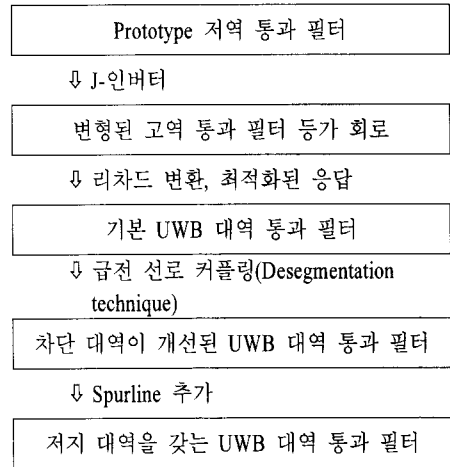 Prototype 저역 통과 필터
⇩ J-인버터
변형된 고역 통과 필터 등가 회로
⇩ 리차드 변환, 최적화된 응답
기본 UWB 대역 통과 필터
⇩ 급전 선로 커플링(Desegmentation
technique)
차단 대역이 개선된 UWB 대역 통과 필터
⇩ Spurline 추가
저지 대역을 갖는 UWB 대역 통과 필터